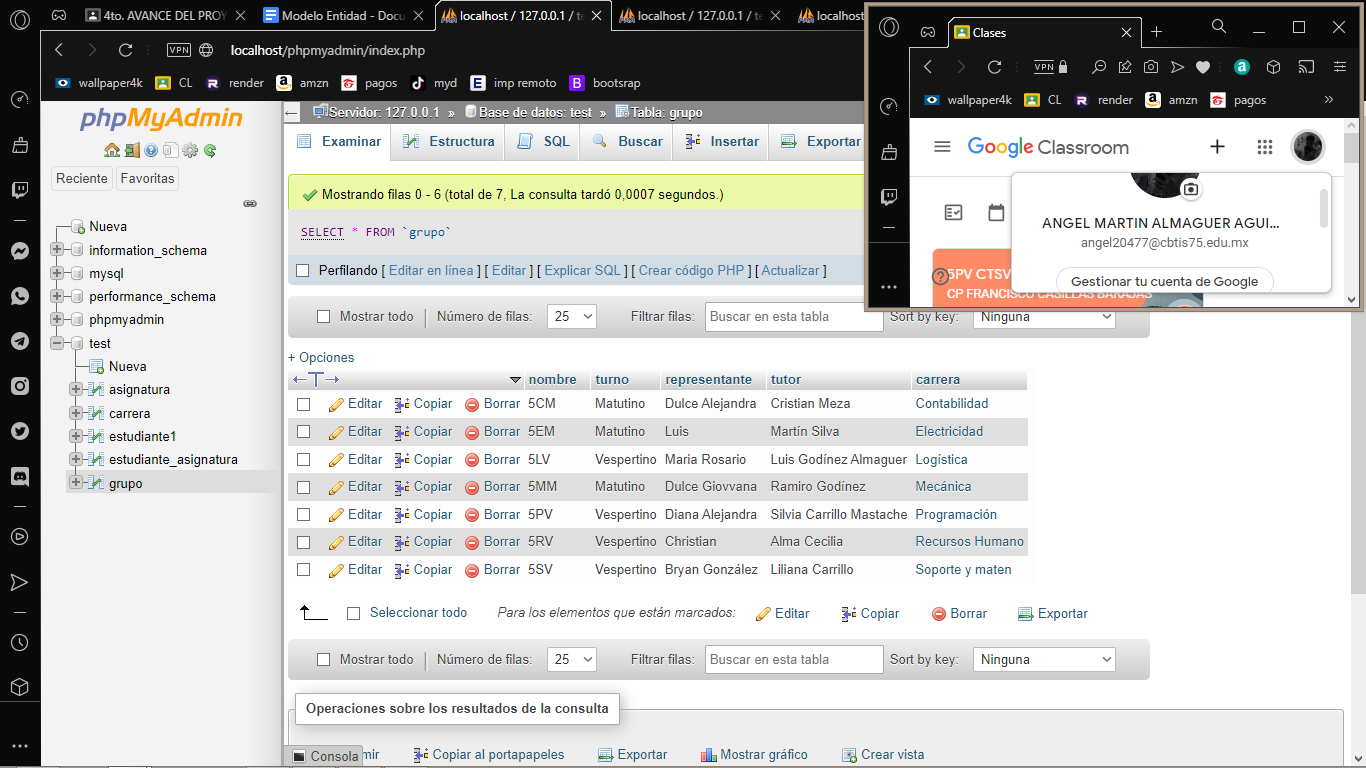 4to. AVANCE DEL PROY
Modelo Entidad - Docu
localhost / 127.0.0.1 / te
localhost / 127.0.0.1 / te
localhost
VPN
localhost/phpmyadmin/index.php
wallpaper4k
CL
render
amzn
pagos
myd
imp remoto
bootsrap
phpMyAdmin
Reciente
Favoritas
Nueva
information_schema
mysql
performance_schema
phpmyadmin
test
Nueva
asignatura
carrera
estudiante1
estudiante_asignatura
grupo
Servidor: 127.0.0.1 » Base de datos: test » Tabla: grupo
Examinar
Estructura
SQL
Buscar
Insertar
Exportar
Mostrando filas 0 - 6 (total de 7, La consulta tardó 0,0007 segundos.)
SELECT * FROM `grupo`
Perfilando [ Editar en línea ] [ Editar ] [ Explicar SQL ] [ Crear código PHP ] [ Actualizar ]
Mostrar todo Número de filas: 25 Filtrar filas: Buscar en esta tabla Sort by key: Ninguna
+ Opciones
nombre turno representante tutor carrera
Editar Copiar Borrar 5CM Matutino Dulce Alejandra Cristian Meza Contabilidad
Editar Copiar Borrar 5EM Matutino Luis Martín Silva Electricidad
Editar Copiar Borrar 5LV Vespertino Maria Rosario Luis Godínez Almaguer Logística
Editar Copiar Borrar 5MM Matutino Dulce Giovvana Ramiro Godínez Mecánica
Editar Copiar Borrar 5PV Vespertino Diana Alejandra Silvia Carrillo Mastache Programación
Editar Copiar Borrar 5RV Vespertino Christian Alma Cecilia Recursos Humano
Editar Copiar Borrar 5SV Vespertino Bryan González Liliana Carrillo Soporte y maten
Seleccionar todo Para los elementos que están marcados: Editar Copiar Borrar Exportar
Mostrar todo Número de filas: 25 Filtrar filas: Buscar en esta tabla Sort by key: Ninguna
Operaciones sobre los resultados de la consulta
Consola
mir
Copiar al portapapeles
Exportar
Mostrar gráfico
Crear vista
Clases
VPN
wallpaper4k
CL
render
amzn
pagos
»
Google Classroom
ANGEL MARTIN ALMAGUER AGUI...
angel20477@cbtis75.edu.mx
Gestionar tu cuenta de Google
5PV CTSV
CP FRANCISCO CASILLAS BARAJAS